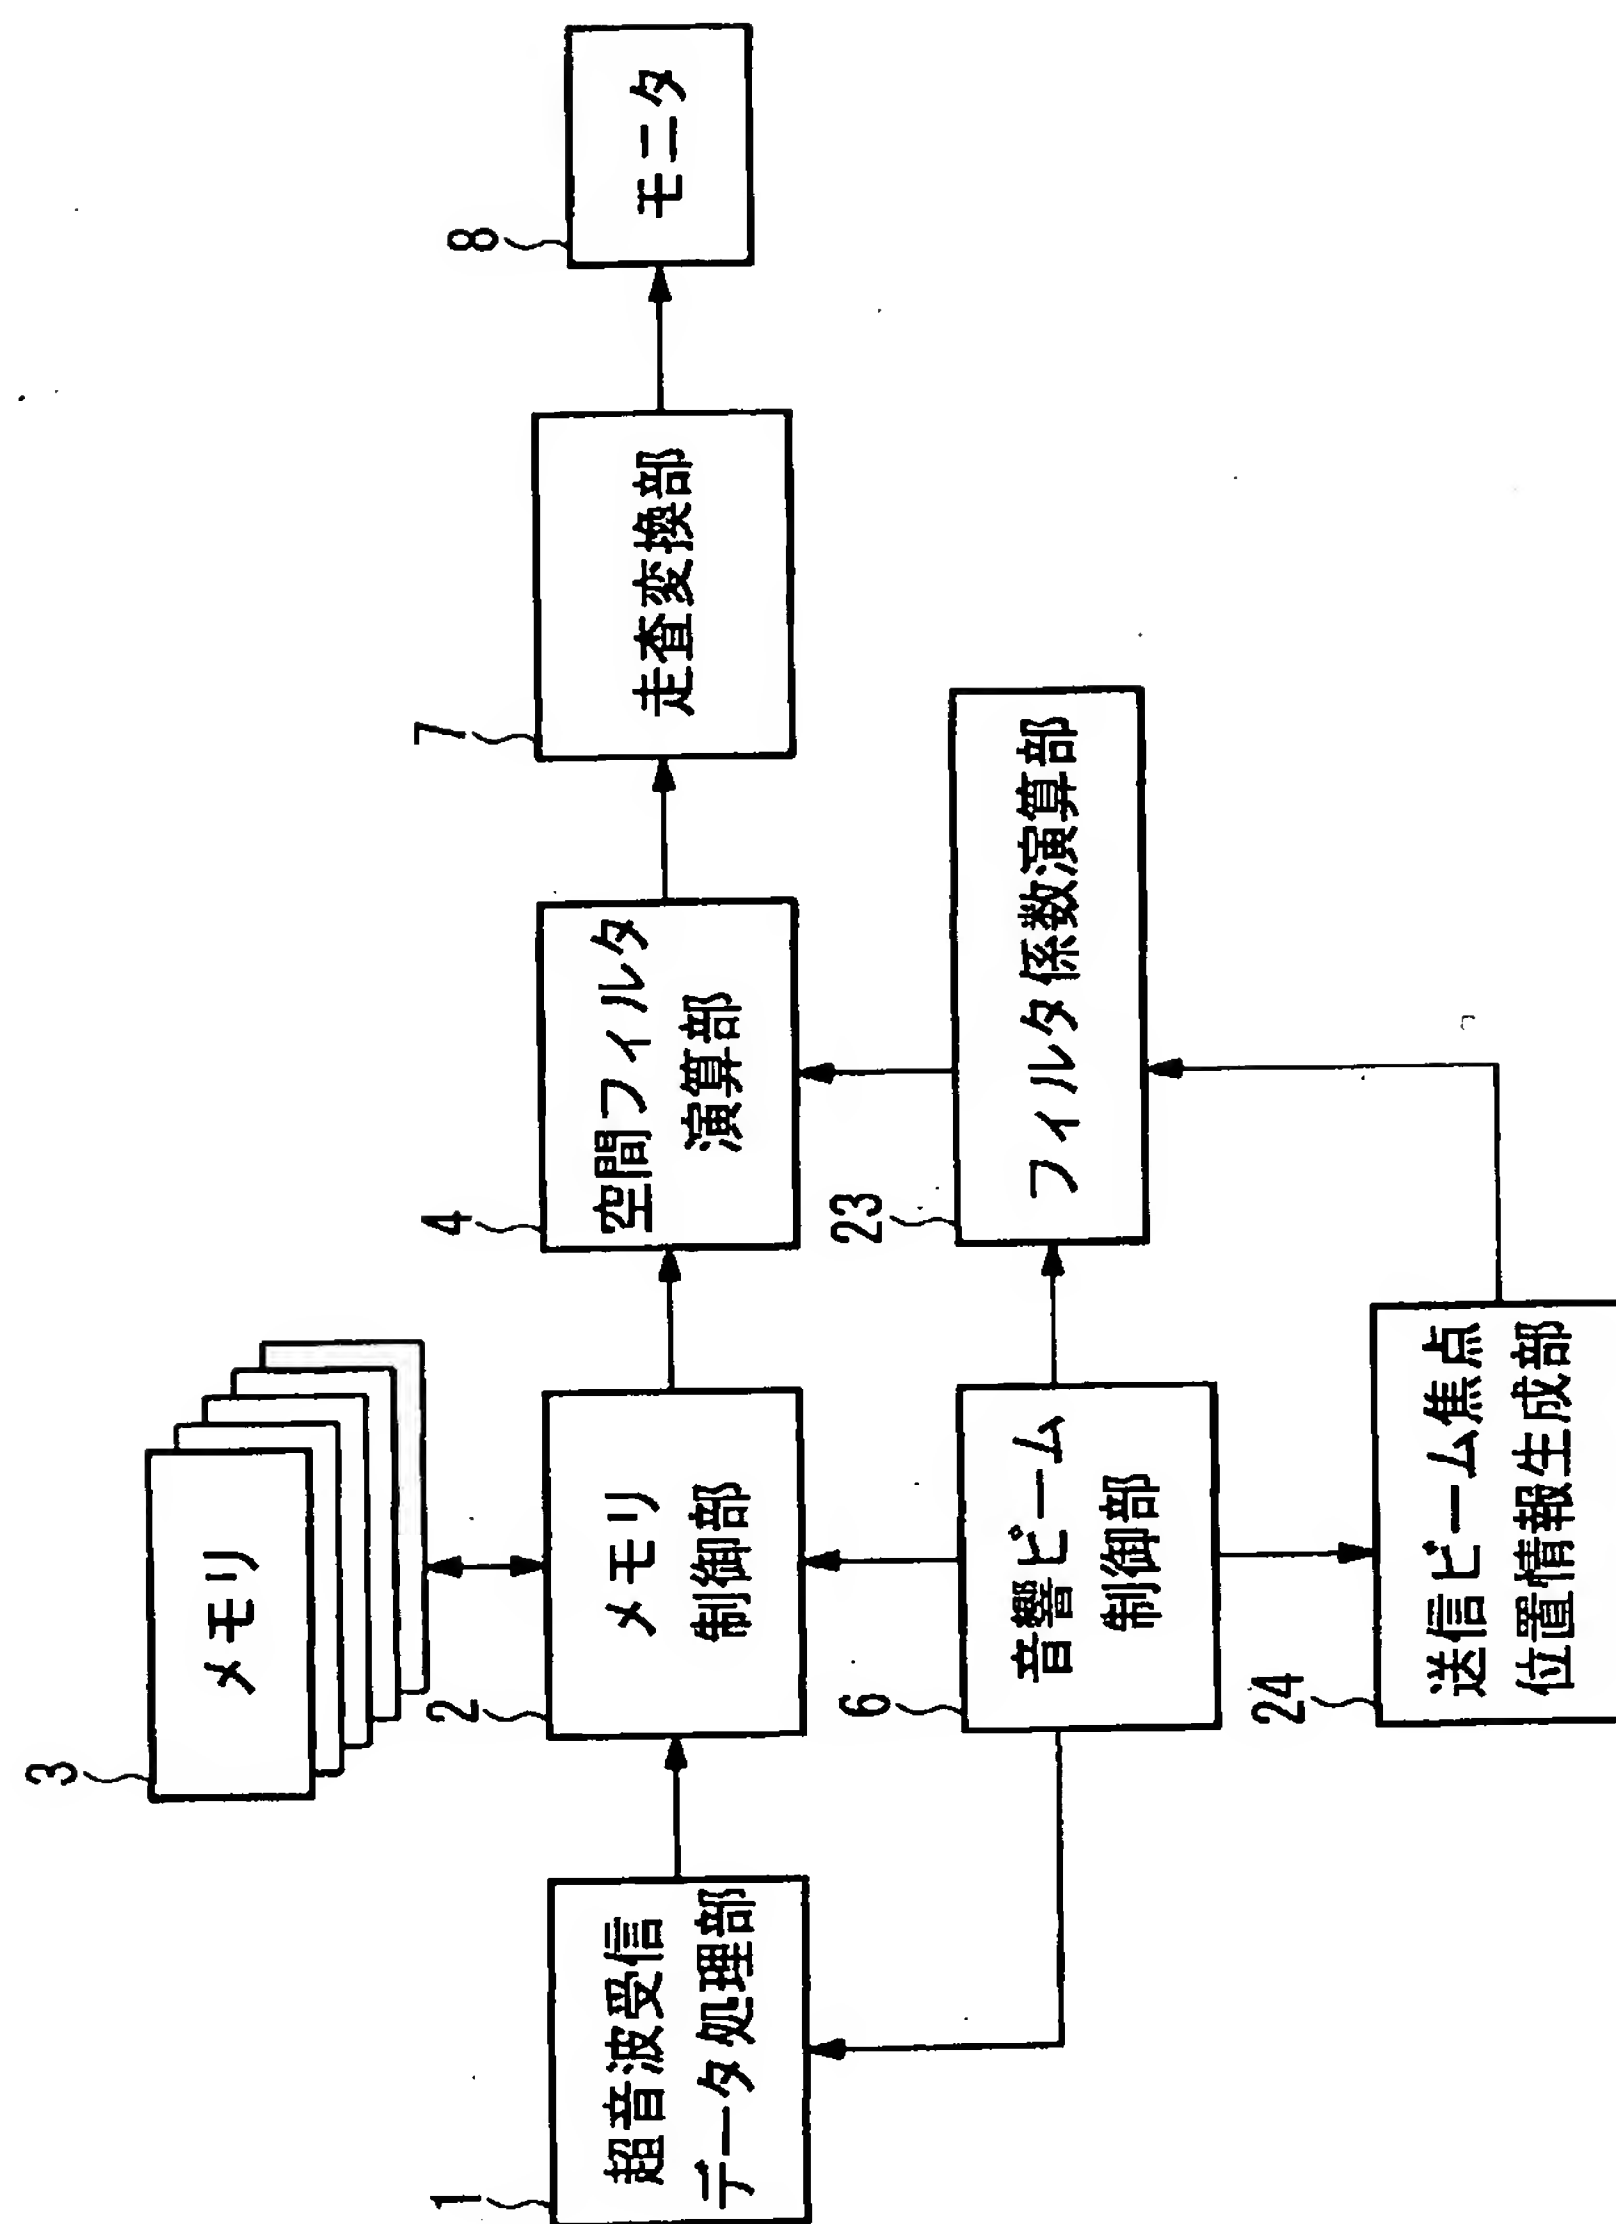 3
メモリ
1
超音波受信
データ処理部
2
メモリ
制御部
4
空間フィルタ
演算部
7
走査変換部
8
モニタ
6
音響ビーム
制御部
23
フィルタ係数演算部
24
送信ビーム焦点
位置情報生成部